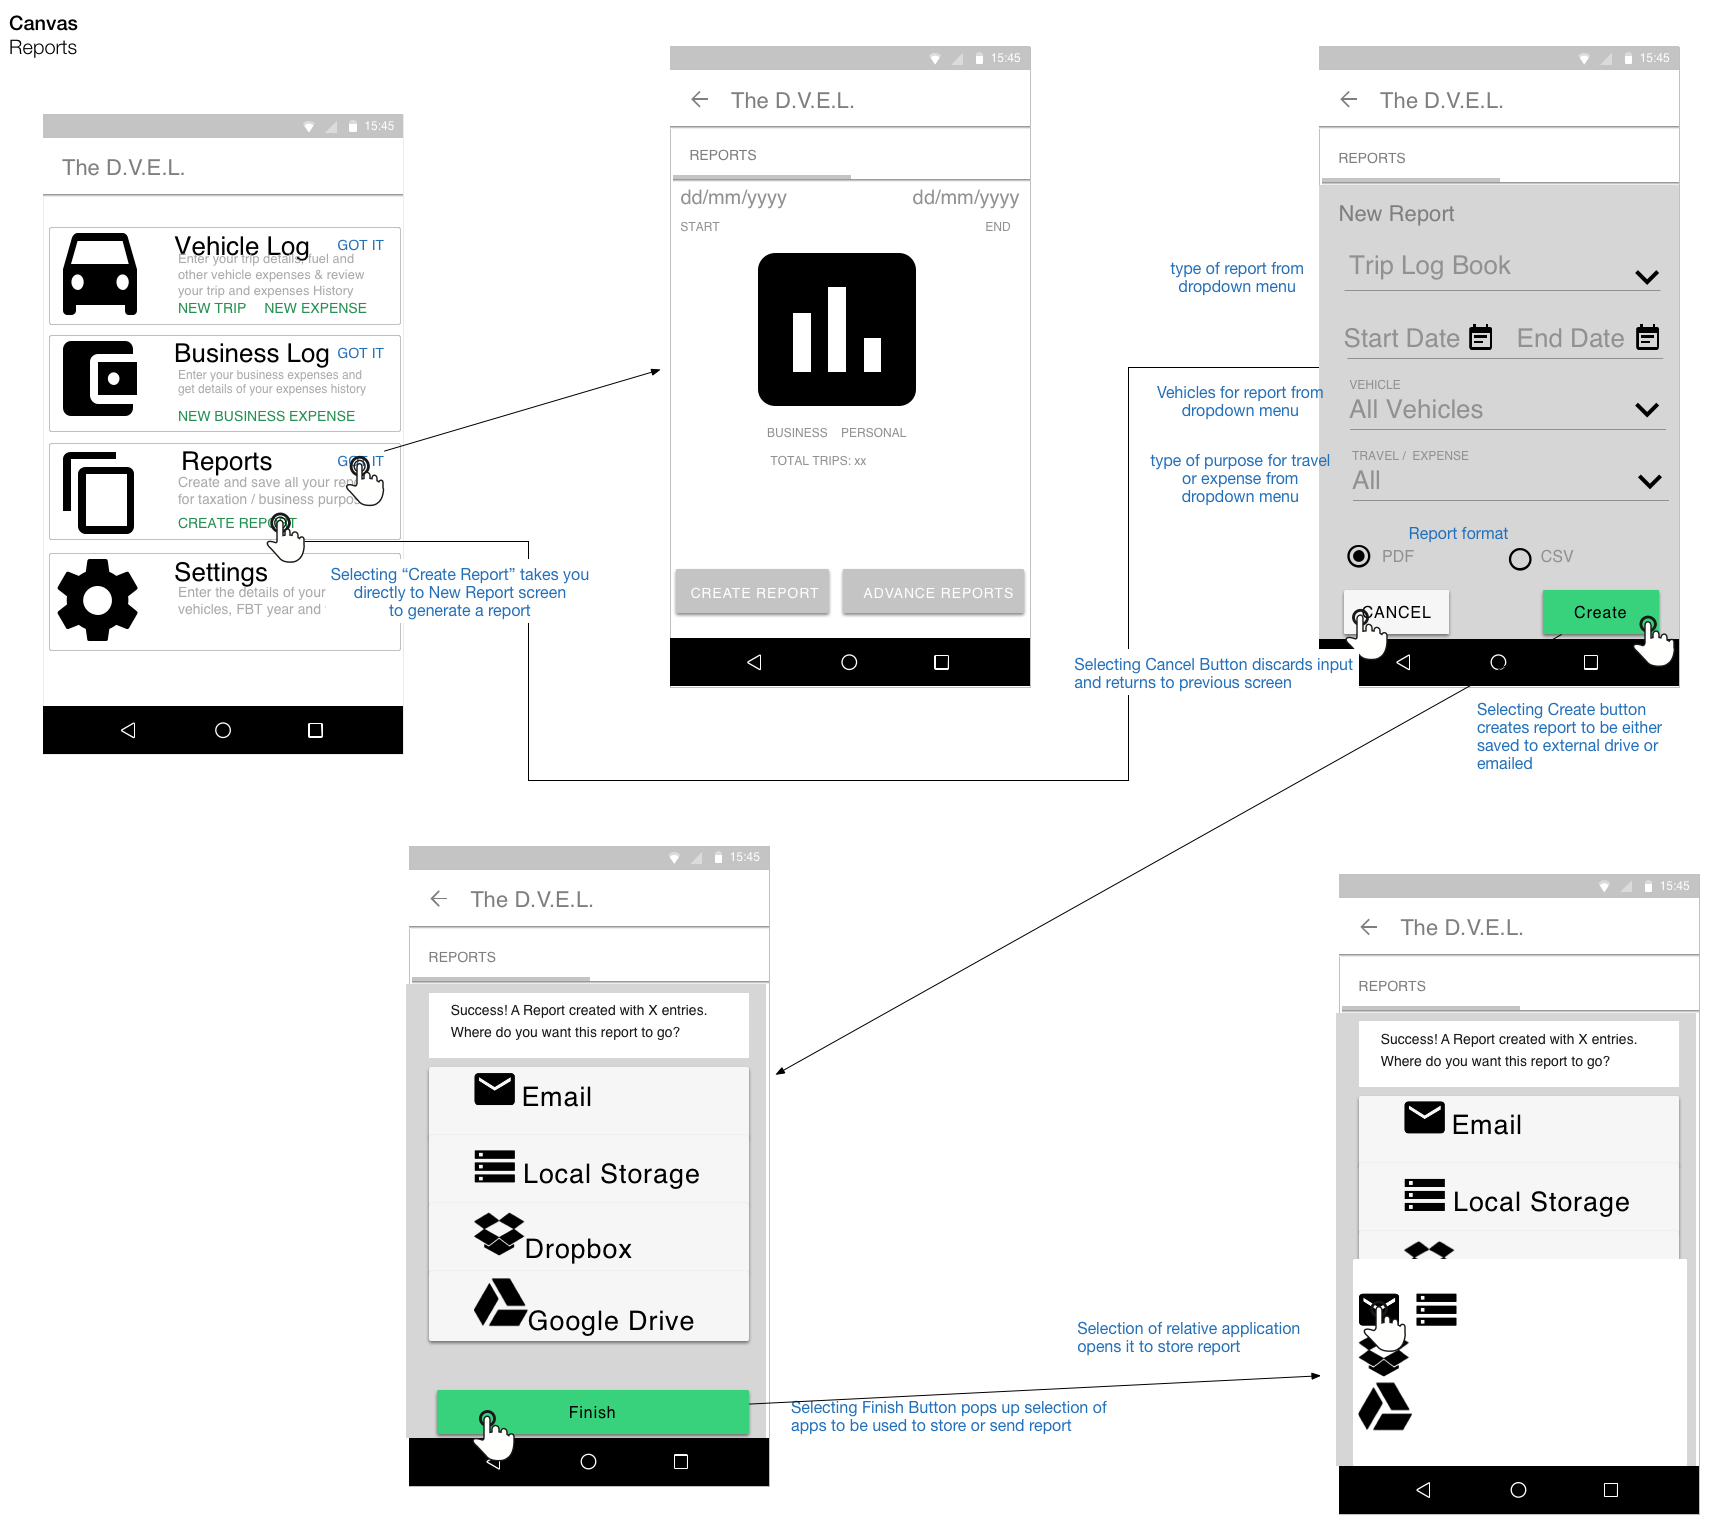 Canvas
Reports
15:45
The D.V.E.L.
Vehicle Log
GOT IT
Enter your trip details, fuel and
other vehicle expenses & review
your trip and expenses History
NEW TRIP NEW EXPENSE
Business Log
GOT IT
Enter your business expenses and
get details of your expenses history
NEW BUSINESS EXPENSE
Reports
GOT IT
Create and save all your rep
for taxation / business purpo
CREATE REPORT
Settings
Enter the details of your
vehicles, FBT year and
Selecting “Create Report” takes you
directly to New Report screen
to generate a report
15:45
The D.V.E.L.
REPORTS
dd/mm/yyyy dd/mm/yyyy
START END
BUSINESS PERSONAL
TOTAL TRIPS: xx
CREATE REPORT ADVANCE REPORTS
15:45
The D.V.E.L.
REPORTS
New Report
type of report from
dropdown menu
Trip Log Book
Start Date End Date
Vehicles for report from
dropdown menu
VEHICLE
All Vehicles
type of purpose for travel
or expense from
dropdown menu
TRAVEL / EXPENSE
All
Report format
PDF CSV
CANCEL Create
Selecting Cancel Button discards input
and returns to previous screen
Selecting Create button
creates report to be either
saved to external drive or
emailed
15:45
The D.V.E.L.
REPORTS
Success! A Report created with X entries.
Where do you want this report to go?
Email
Local Storage
Dropbox
Google Drive
Finish
Selecting Finish Button pops up selection of
apps to be used to store or send report
Selection of relative application
opens it to store report
15:45
The D.V.E.L.
REPORTS
Success! A Report created with X entries.
Where do you want this report to go?
Email
Local Storage